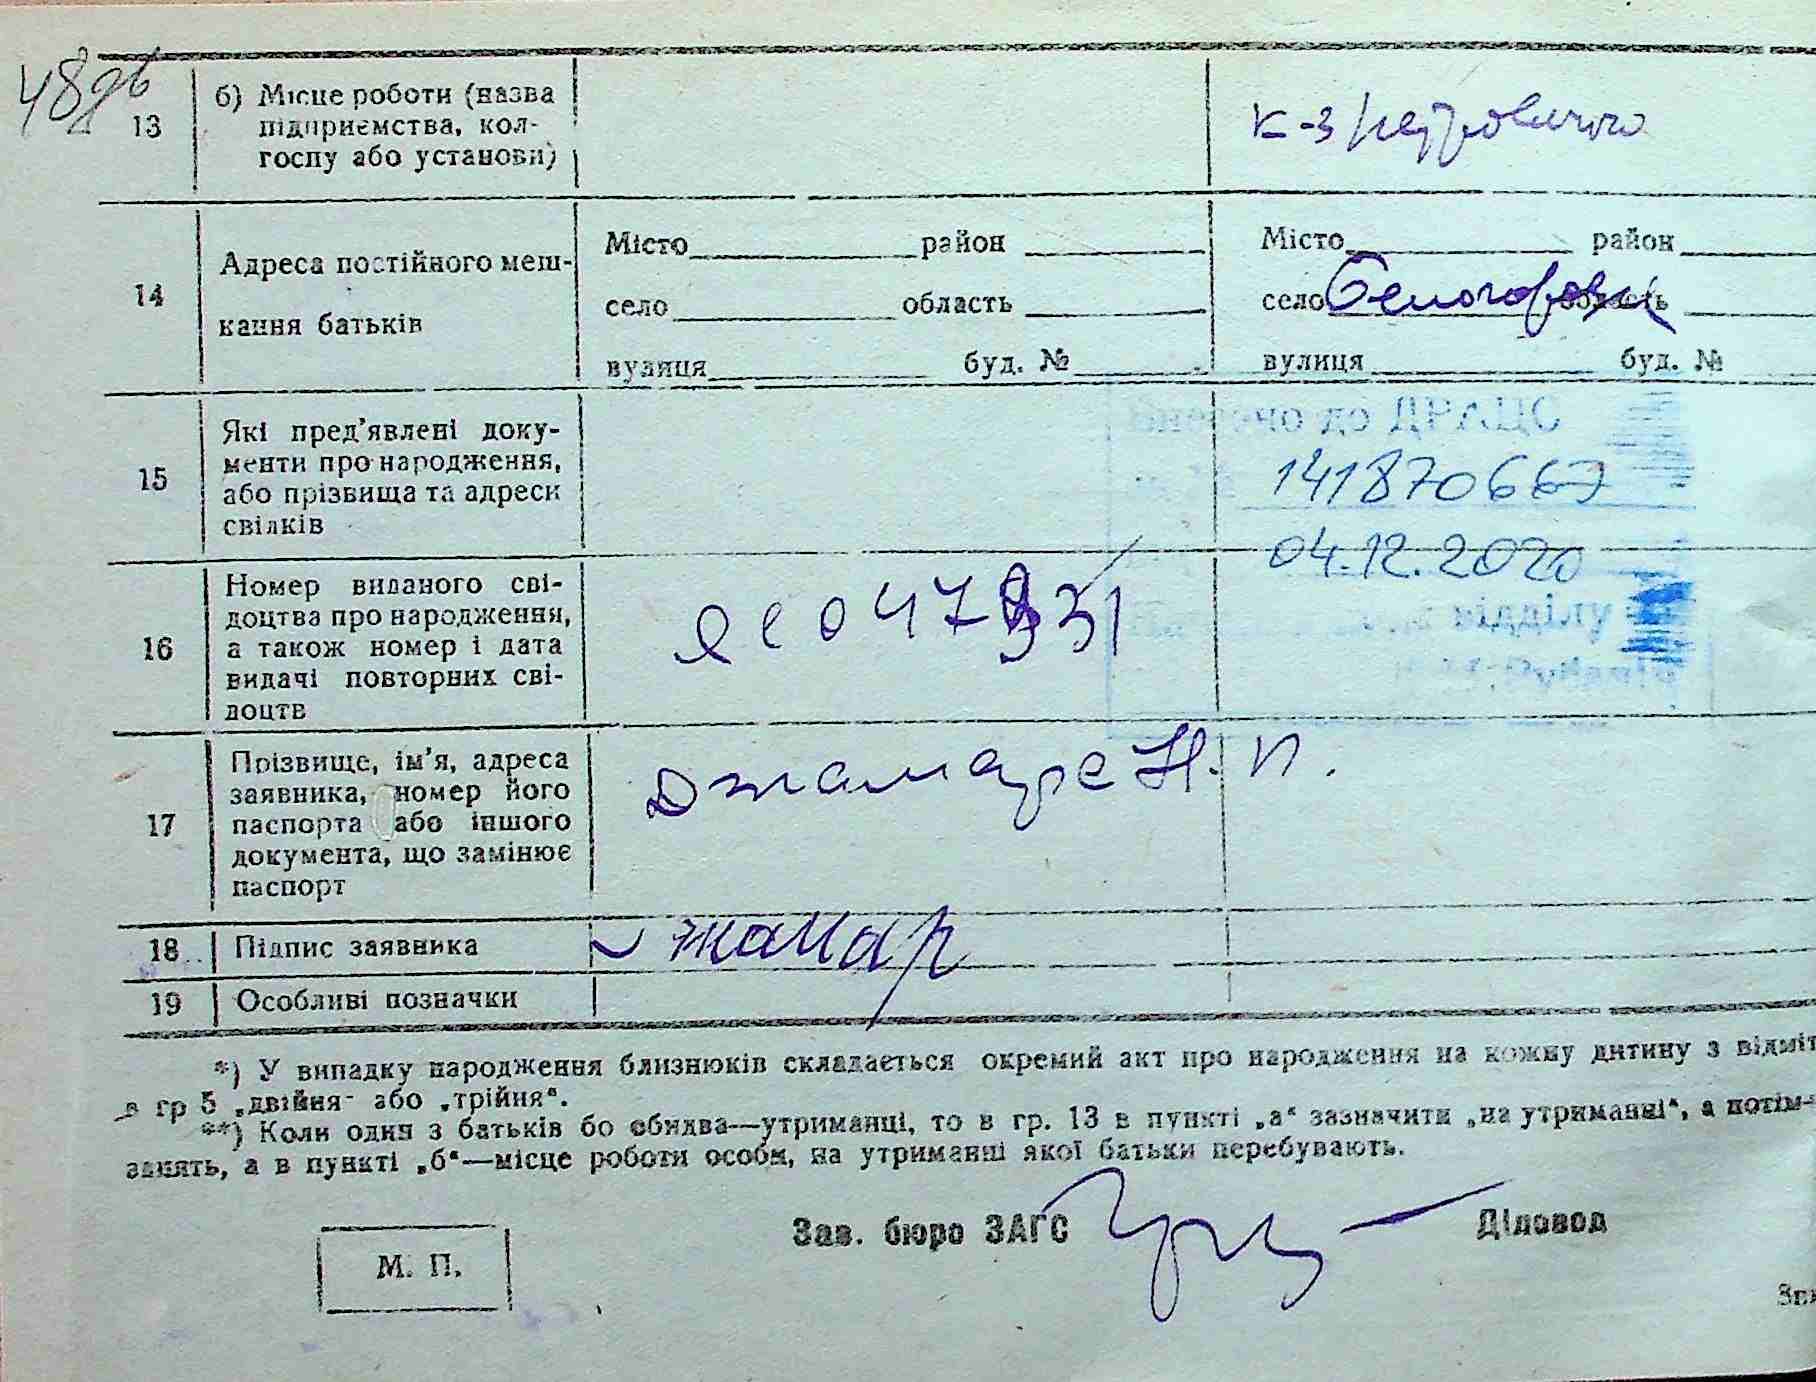 48
13
б) Місце роботи (назва
підприємства, кол-
госпу або установи)
к-з Петровского
14
Адреса постійного меш-
кання батьків
Місто район
село область
вулиця буд. №
Місто район
село область
вулиця буд. №
15
Які пред'явлені доку-
менти про народження,
або прізвища та адреси
свідків
Внесено до ДРАЦС
141870667
04.12.2020
відділу
16
Номер виданого сві-
доцтва про народження,
а також номер і дата
видачі повторних сві-
доцтв
17
Прізвище, ім'я, адреса
заявника, номер його
паспорта або іншого
документа, що замінює
паспорт
Н. П.
18
Підпис заявника
19
Особливі позначки
*) У випадку народження близнюків складається окремий акт про народження на кожну дитину з відміт
в гр 5 „двійня" або „трійня".
**) Коли один з батьків бо обидва—утриманці, то в гр. 13 в пункті „а" зазначити „на утриманні", а потім—
занять, а в пункті „б"—місце роботи особи, на утриманні якої батьки перебувають.
Зав. бюро ЗАГС
Діловод
М. П.